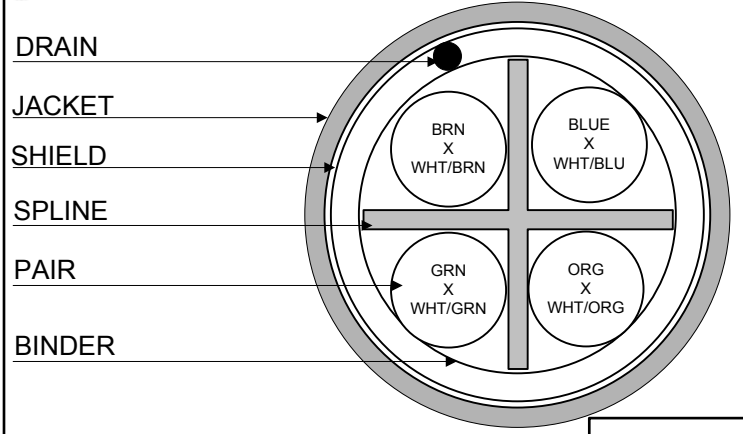 DRAIN
JACKET
SHIELD
SPLINE
PAIR
BINDER
BRN
X
WHT/BRN
BLUE
X
WHT/BLU
GRN
X
WHT/GRN
ORG
X
WHT/ORG